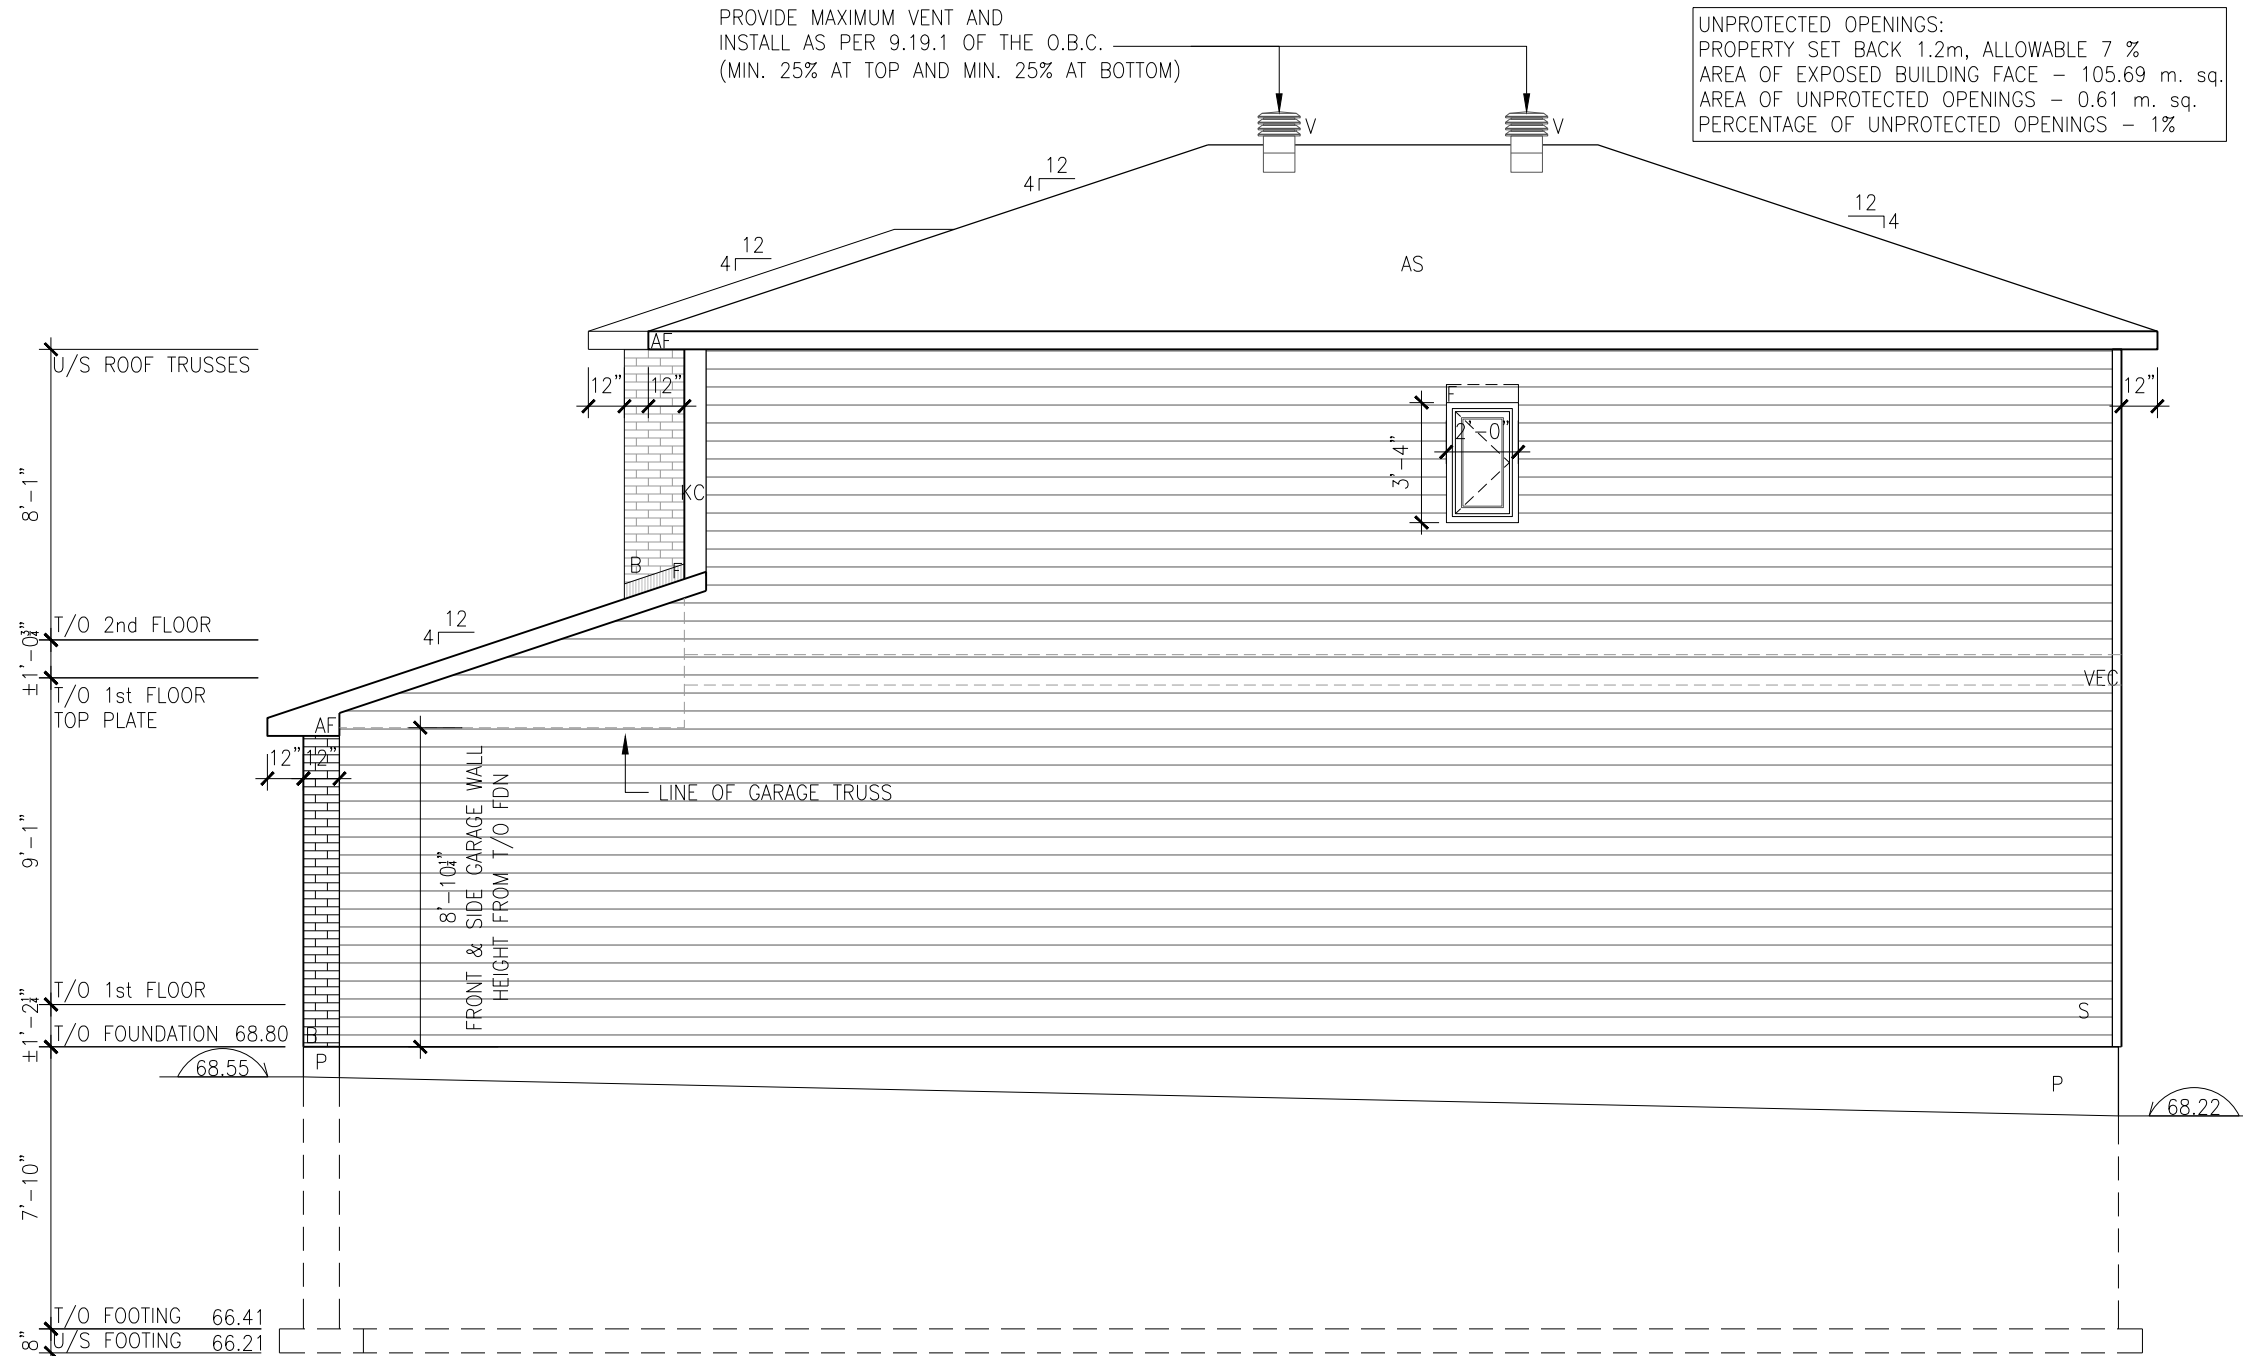 PROVIDE MAXIMUM VENT AND
INSTALL AS PER 9.19.1 OF THE O.B.C.
(MIN. 25% AT TOP AND MIN. 25% AT BOTTOM)
UNPROTECTED OPENINGS:
PROPERTY SET BACK 1.2m, ALLOWABLE 7 %
AREA OF EXPOSED BUILDING FACE – 105.69 m. sq.
AREA OF UNPROTECTED OPENINGS – 0.61 m. sq.
PERCENTAGE OF UNPROTECTED OPENINGS – 1%
V
V
12
4
12
4
12
4
AS
AF
U/S ROOF TRUSSES
12"
12"
12"
F
2'-0"
3'-4"
8'-1"
KC
B
F
T/O 2nd FLOOR
12
4
±1'-0¾"
T/O 1st FLOOR
TOP PLATE
VEC
AF
12"
12"
LINE OF GARAGE TRUSS
9'-1"
8'-10¼"
FRONT & SIDE GARAGE WALL
HEIGHT FROM T/O FDN
T/O 1st FLOOR
S
±1'-2¼"
T/O FOUNDATION 68.80
B
P
68.55
P
68.22
7'-10"
T/O FOOTING 66.41
U/S FOOTING 66.21
8"